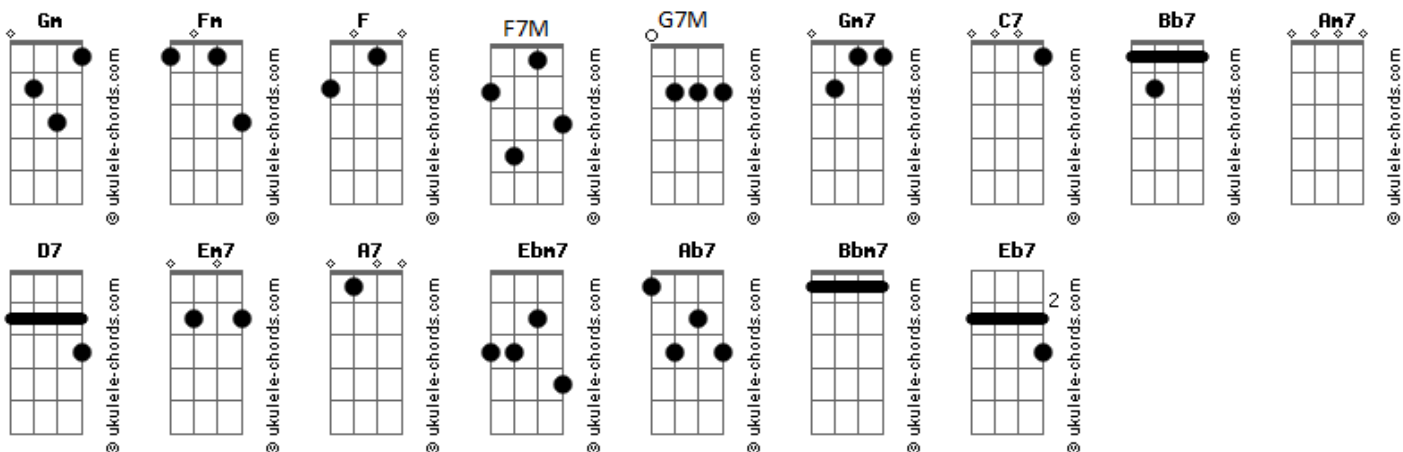 Gm Fm F F7M G7M Gm7 C7 Bb7 Am7
© ukulele-chords.com © ukulele-chords.com © ukulele-chords.com © ukulele-chords.com © ukulele-chords.com © ukulele-chords.com © ukulele-chords.com © ukulele-chords.com © ukulele-chords.com
D7 Em7 A7 Ebm7 Ab7 Bbm7 Eb7
2
© ukulele-chords.com © ukulele-chords.com © ukulele-chords.com © ukulele-chords.com © ukulele-chords.com © ukulele-chords.com © ukulele-chords.com